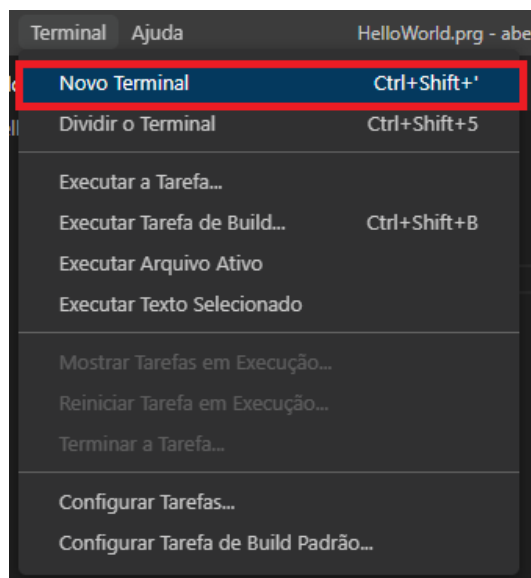 Terminal Ajuda HelloWorld.prg - abe
Novo Terminal Ctrl+Shift+'
Dividir o Terminal Ctrl+Shift+5
Executar a Tarefa...
Executar Tarefa de Build... Ctrl+Shift+B
Executar Arquivo Ativo
Executar Texto Selecionado
Mostrar Tarefas em Execução...
Reiniciar Tarefa em Execução...
Terminar a Tarefa...
Configurar Tarefas...
Configurar Tarefa de Build Padrão...